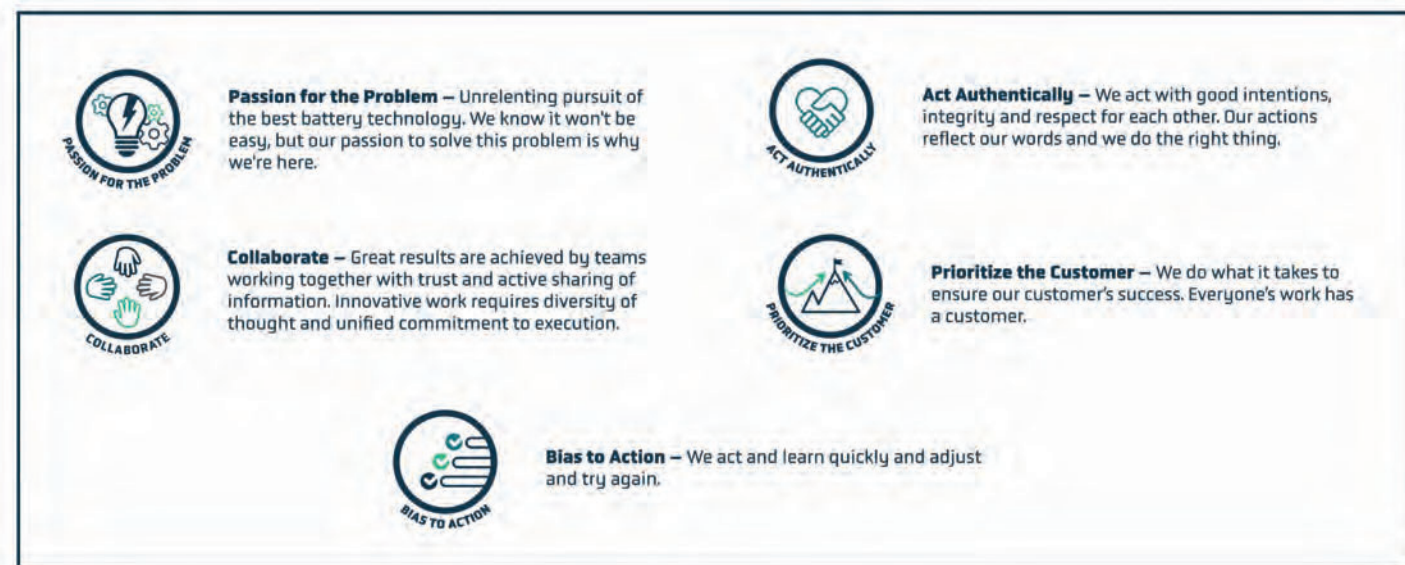 PASSION FOR THE PROBLEM
Passion for the Problem – Unrelenting pursuit of
the best battery technology. We know it won't be
easy, but our passion to solve this problem is why
we're here.
ACT AUTHENTICALLY
Act Authentically – We act with good intentions,
integrity and respect for each other. Our actions
reflect our words and we do the right thing.
COLLABORATE
Collaborate – Great results are achieved by teams
working together with trust and active sharing of
information. Innovative work requires diversity of
thought and unified commitment to execution.
PRIORITIZE THE CUSTOMER
Prioritize the Customer – We do what it takes to
ensure our customer's success. Everyone's work has
a customer.
BIAS TO ACTION
Bias to Action – We act and learn quickly and adjust
and try again.